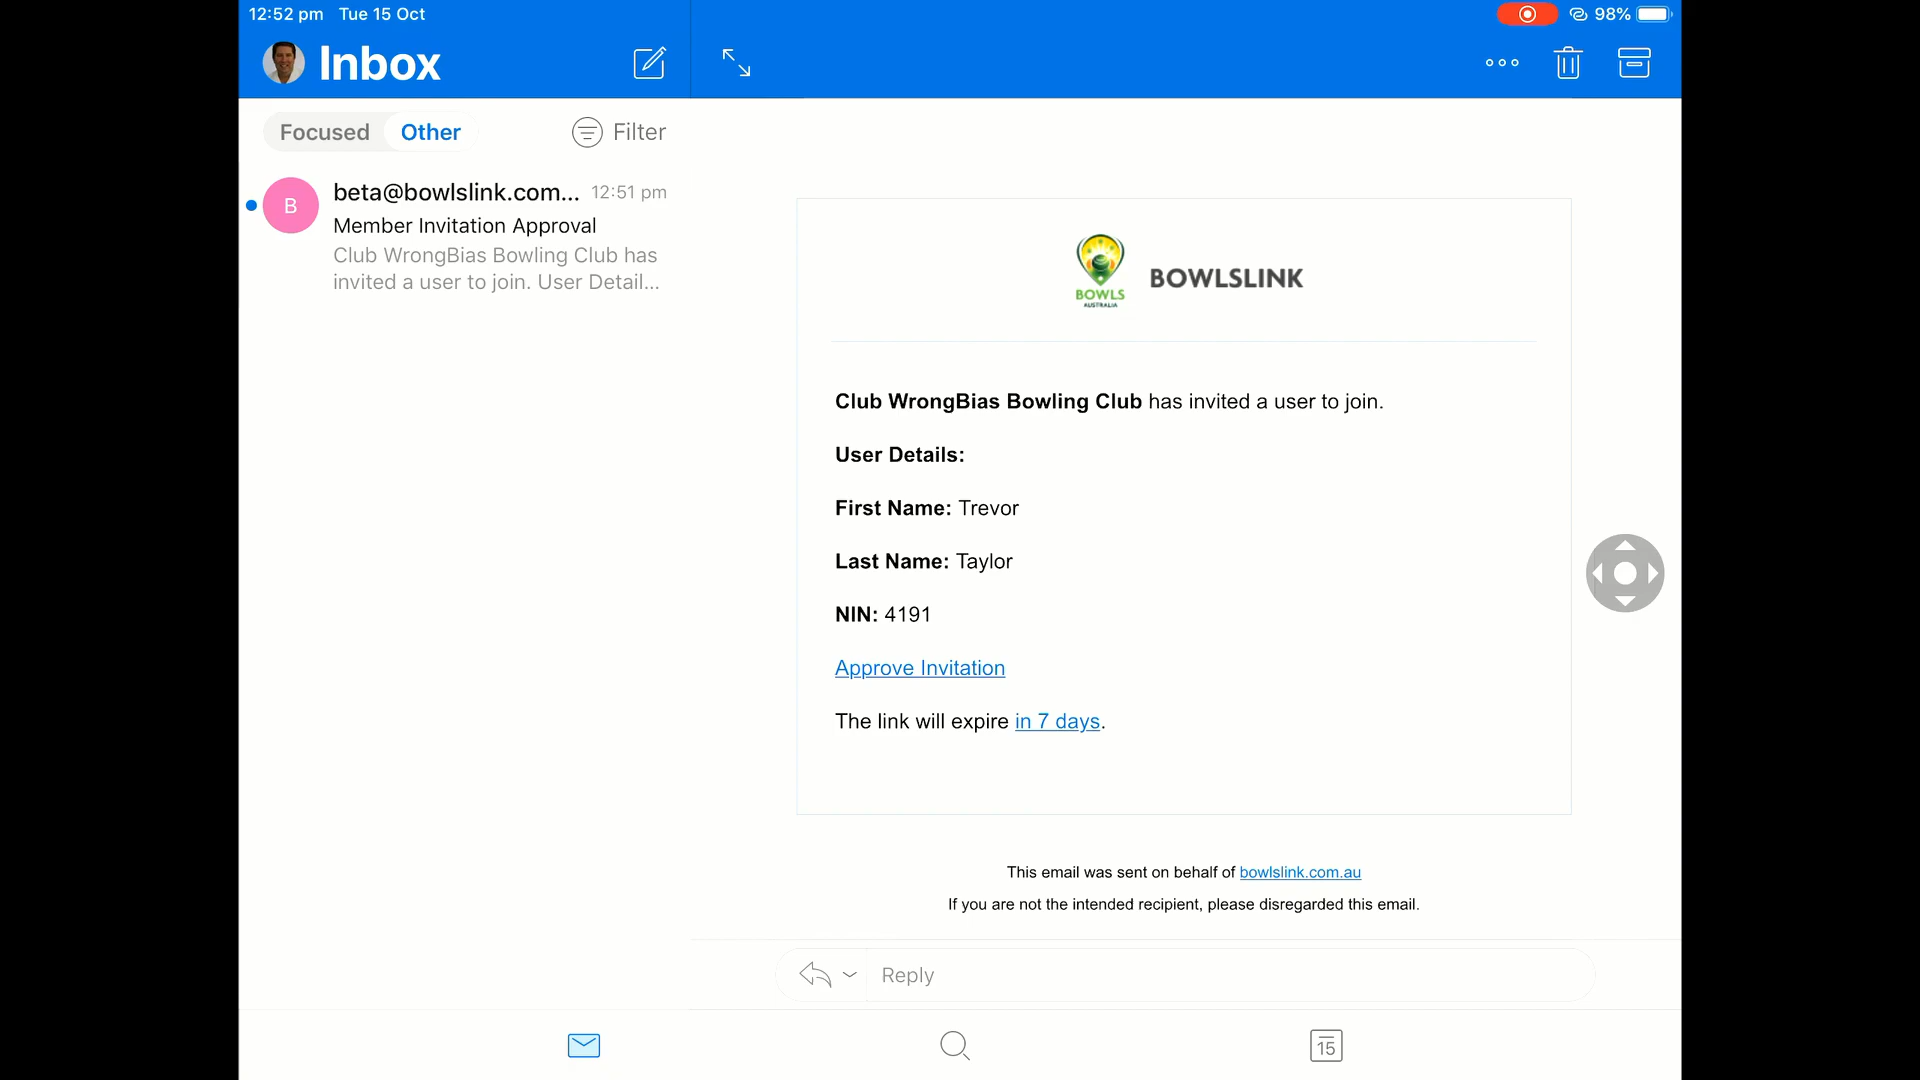 12:52 pm Tue 15 Oct
98%
Inbox
Focused
Other
Filter
B
beta@bowlslink.com...
12:51 pm
Member Invitation Approval
Club WrongBias Bowling Club has
invited a user to join. User Detail...
BOWLS
AUSTRALIA
BOWLSLINK
Club WrongBias Bowling Club has invited a user to join.
User Details:
First Name: Trevor
Last Name: Taylor
NIN: 4191
Approve Invitation
The link will expire in 7 days.
This email was sent on behalf of bowlslink.com.au
If you are not the intended recipient, please disregarded this email.
Reply
15